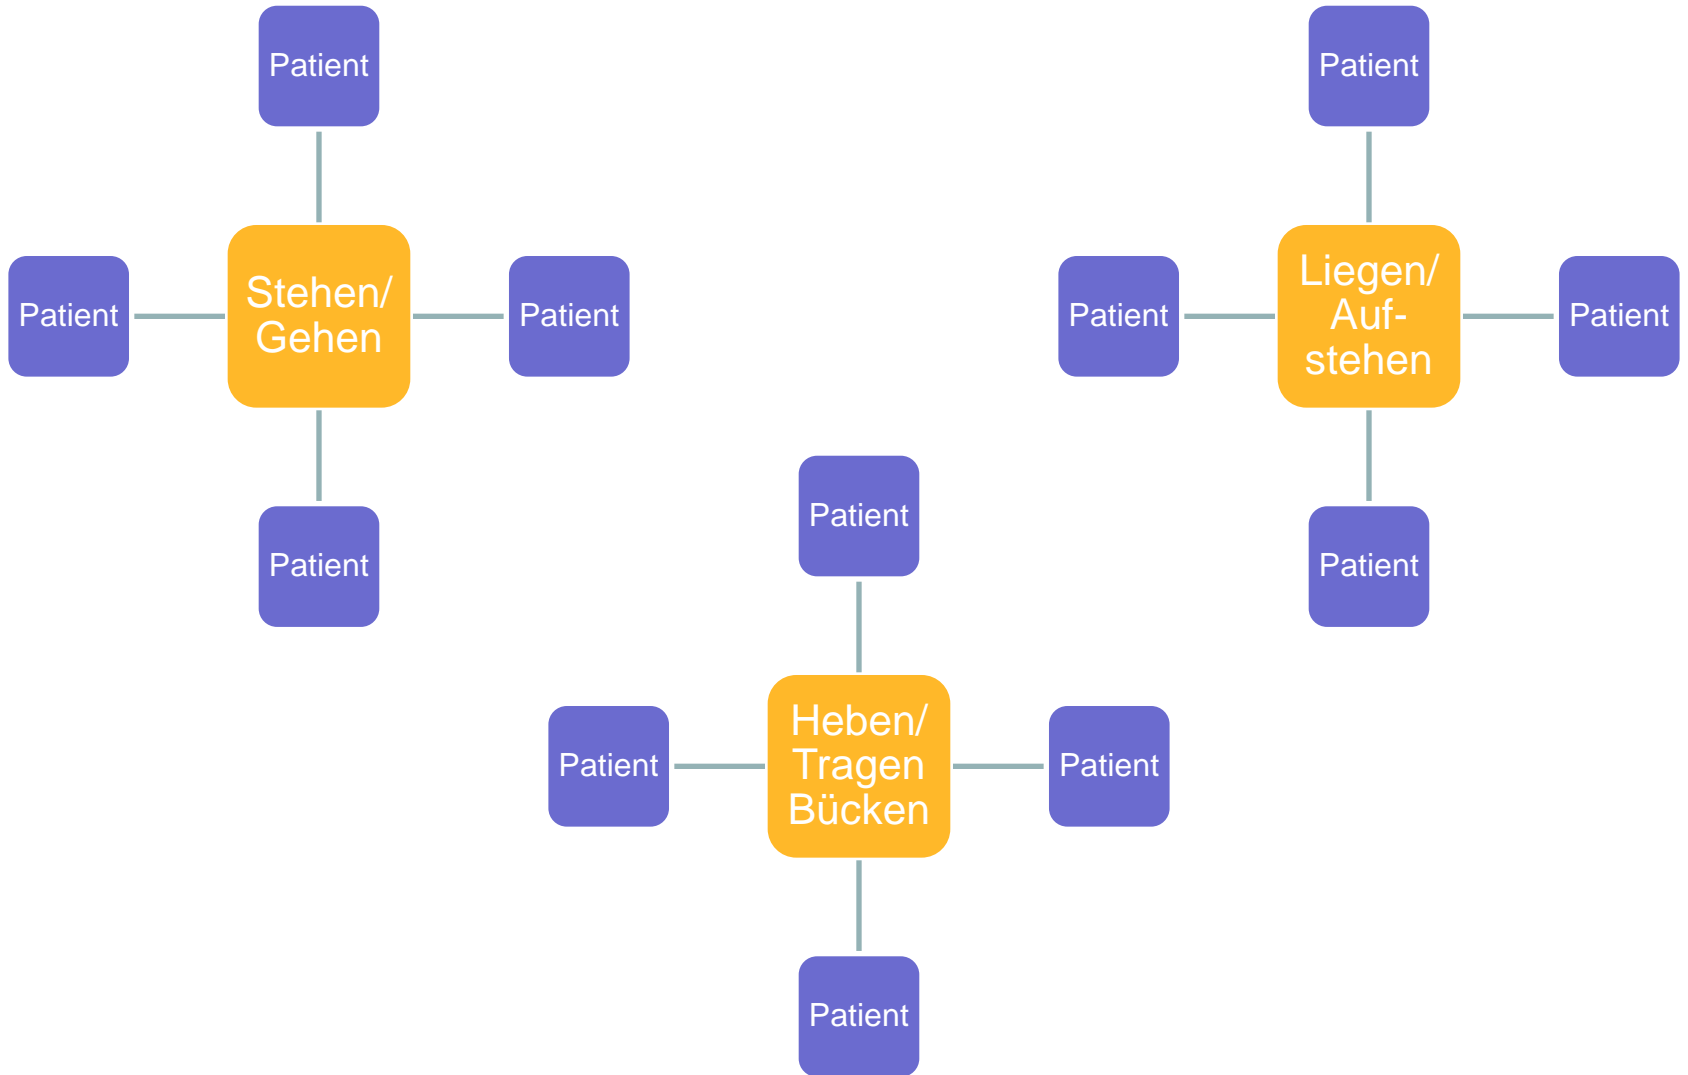 Patient
Patient
Stehen/
Gehen
Patient
Patient
Patient
Patient
Liegen/
Auf-
stehen
Patient
Patient
Patient
Patient
Heben/
Tragen
Bücken
Patient
Patient